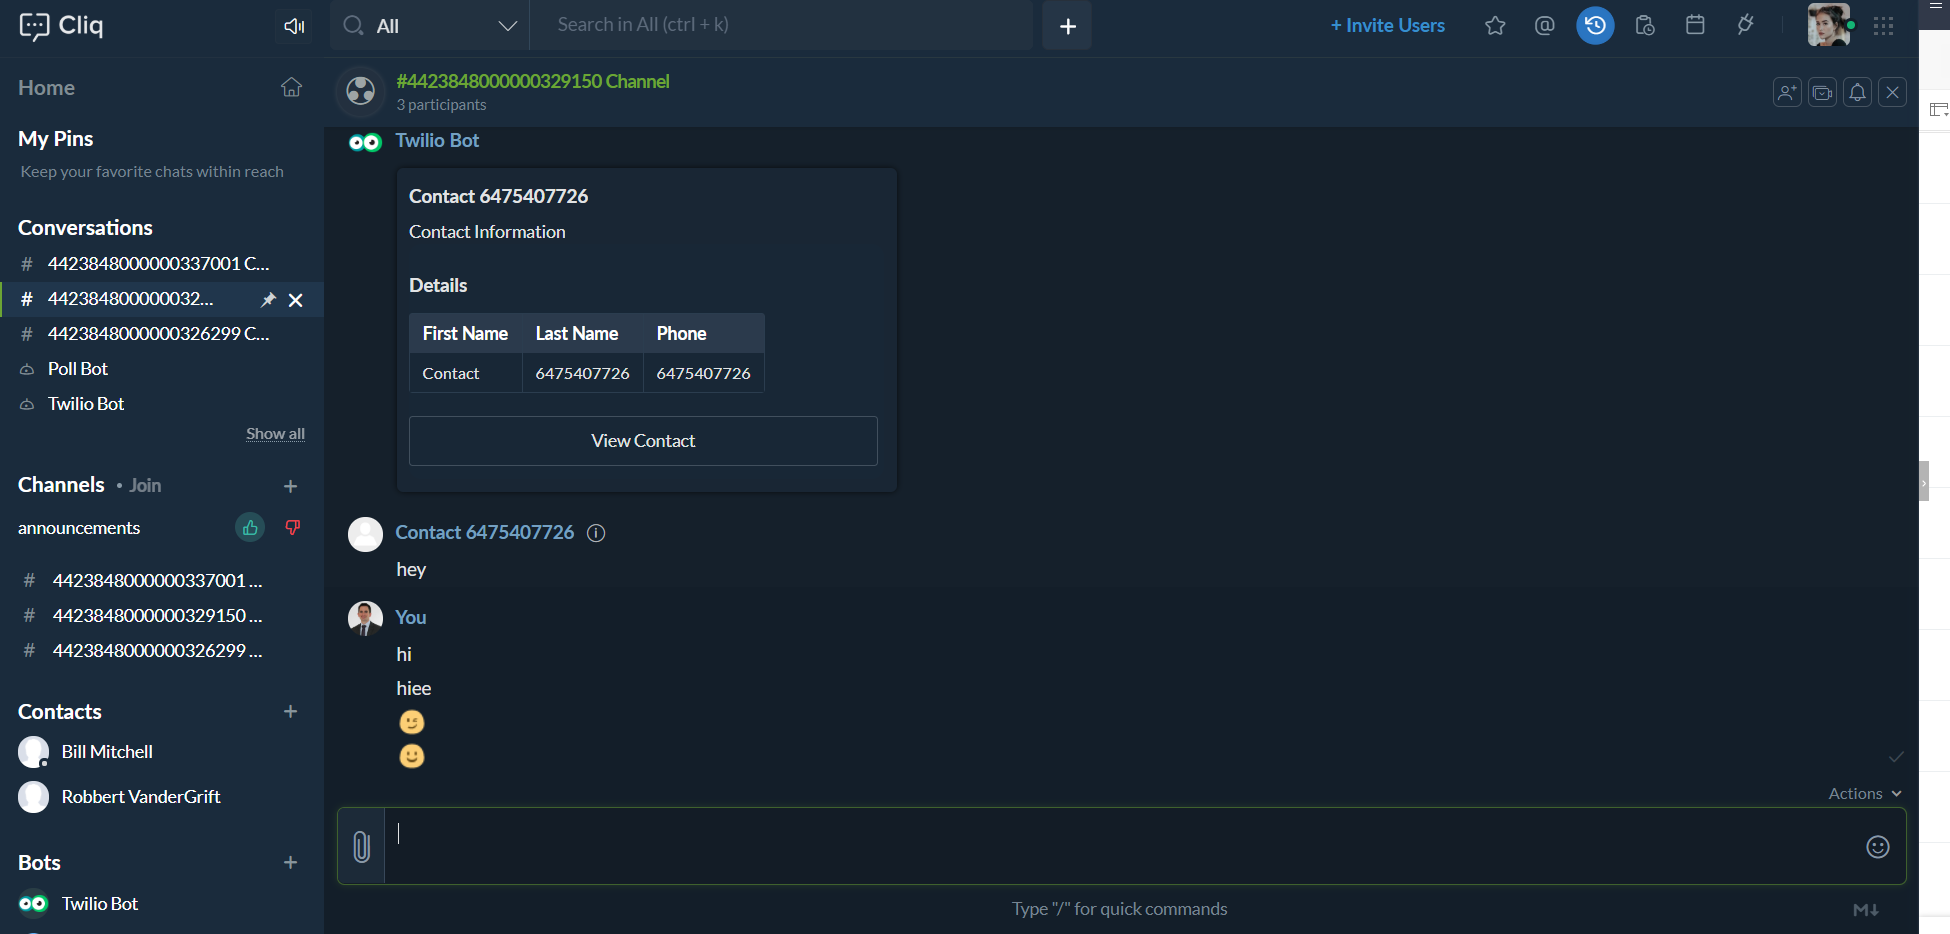 Cliq
All
Search in All (ctrl + k)
+
+ Invite Users
Home
My Pins
Keep your favorite chats within reach
Conversations
# 4423848000000337001 C...
# 442384800000032...
# 4423848000000326299 C...
Poll Bot
Twilio Bot
Show all
Channels • Join +
announcements
# 4423848000000337001 ...
# 4423848000000329150 ...
# 4423848000000326299 ...
Contacts +
Bill Mitchell
Robbert VanderGrift
Bots +
Twilio Bot
#4423848000000329150 Channel
3 participants
Twilio Bot
Contact 6475407726
Contact Information
Details
First Name Last Name Phone
Contact 6475407726 6475407726
View Contact
Contact 6475407726
hey
You
hi
hiee
Actions
Type "/" for quick commands
M↓